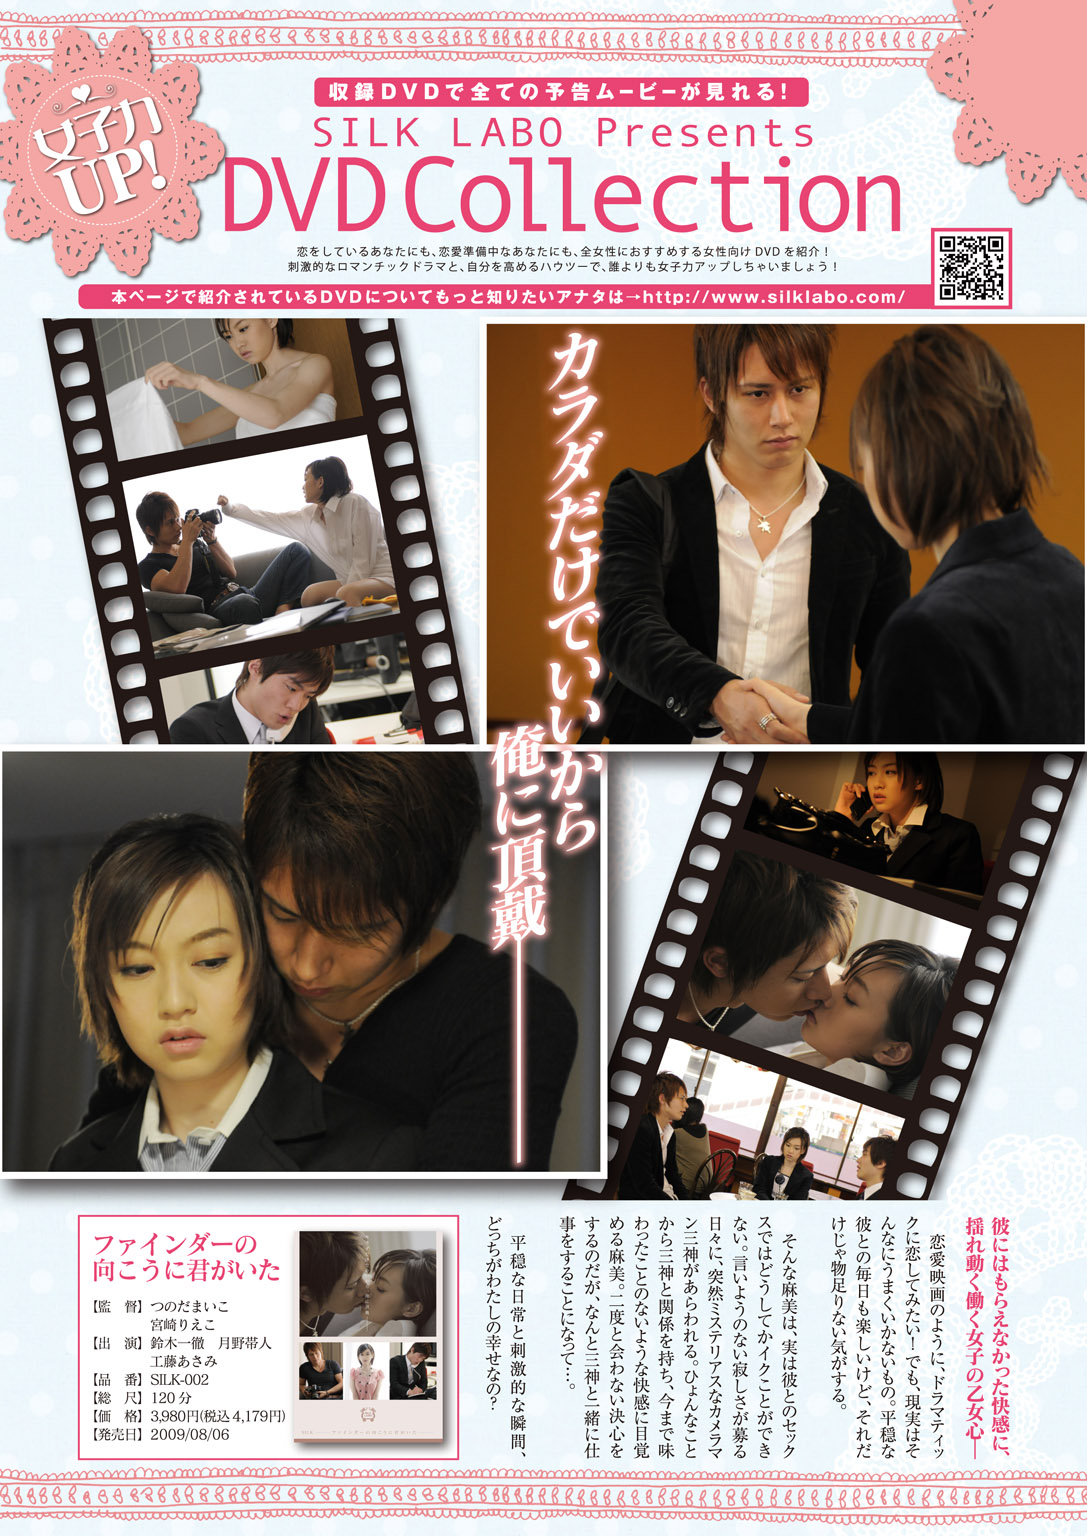 女子力
UP!
収録DVDで全ての予告ムービーが見れる!
SILK LABO Presents
DVD Collection
恋をしているあなたにも、恋愛準備中なあなたにも、全女性におすすめする女性向けDVDを紹介!
刺激的なロマンチックドラマと、自分を高めるハウツーで、誰よりも女子力アップしちゃいましょう!
本ページで紹介されているDVDについてもっと知りたいアナタは→http://www.silklabo.com/
カラダだけでいいから
俺に頂戴――
彼にはもらえなかった快感に、
揺れ動く働く女子の乙女心―
恋愛映画のように、ドラマティッ
クに恋してみたい!でも、現実はそ
んなにうまくいかないもの。平穏な
彼との毎日も楽しいけど、それだ
けじゃ物足りない気がする。
そんな麻美は、実は彼とのセック
スではどうしてかイクことができ
ない。言いようのない寂しさが募る
日々に、突然ミステリアスなカメラマ
ン三神があらわれる。ひょんなこと
から三神と関係を持ち、今まで味
わったことのないような快感に目覚
める麻美。二度と会わない決心を
するのだが、なんと三神と一緒に仕
事をすることになって…。
平穏な日常と刺激的な瞬間、
どっちがわたしの幸せなの?
ファインダーの
向こうに君がいた
【監　督】つのだまいこ
宮崎りえこ
【出　演】鈴木一徹　月野帯人
工藤あさみ
【品　番】SILK-002
【総　尺】120分
【価　格】3,980円(税込4,179円)
【発売日】2009/08/06
SILK ファインダーの向こうに君がいた